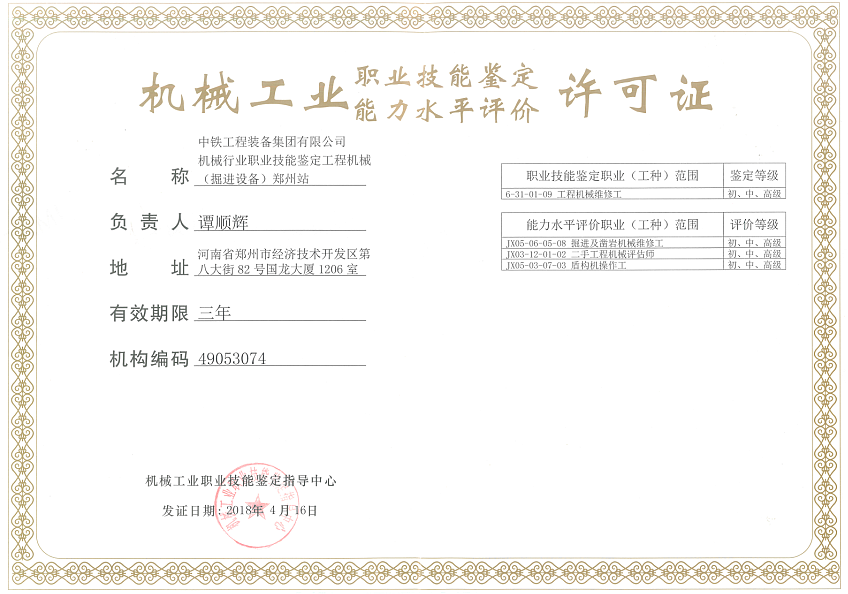 机械工业职业技能鉴定能力水平评价许可证
名 称
中铁工程装备集团有限公司
机械行业职业技能鉴定工程机械
（掘进设备）郑州站
负 责 人 谭顺辉
地 址
河南省郑州市经济技术开发区第
八大街 82 号国龙大厦 1206 室
有效期限 三年
机构编码 49053074
职业技能鉴定职业（工种）范围 鉴定等级
6-31-01-09 工程机械维修工 初、中、高级
能力水平评价职业（工种）范围 评价等级
JX05-06-05-08 掘进及凿岩机械维修工 初、中、高级
JX03-12-01-02 二手工程机械评估师 初、中、高级
JX05-03-07-03 盾构机操作工 初、中、高级
机械工业职业技能鉴定指导中心
发证日期：2018年 4 月 16日